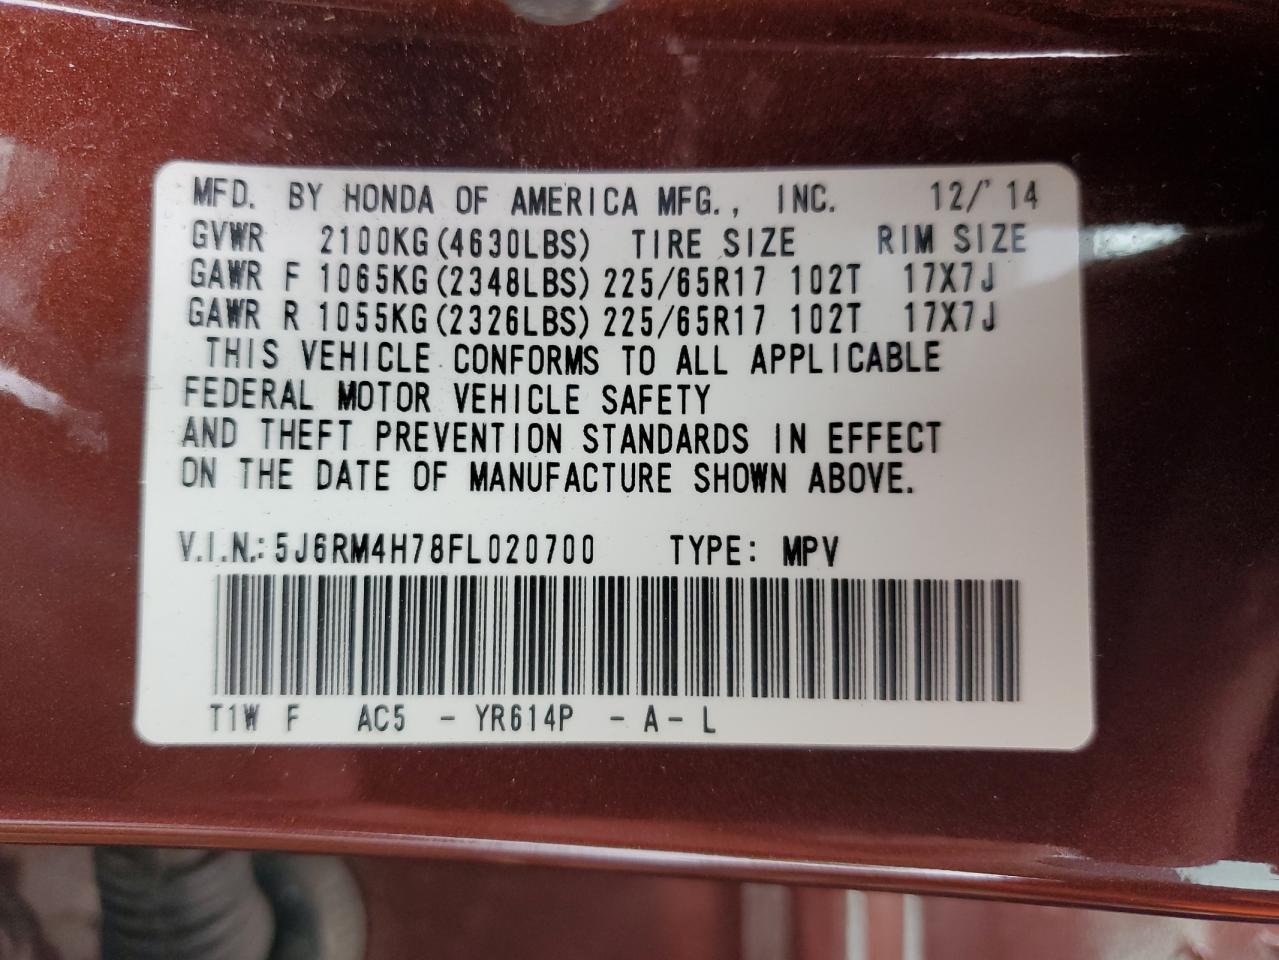 MFD. BY HONDA OF AMERICA MFG., INC. 12/'14
GVWR 2100KG(4630LBS) TIRE SIZE RIM SIZE
GAWR F 1065KG(2348LBS) 225/65R17 102T 17X7J
GAWR R 1055KG(2326LBS) 225/65R17 102T 17X7J
THIS VEHICLE CONFORMS TO ALL APPLICABLE
FEDERAL MOTOR VEHICLE SAFETY
AND THEFT PREVENTION STANDARDS IN EFFECT
ON THE DATE OF MANUFACTURE SHOWN ABOVE.
V.I.N.: 5J6RM4H78FL020700 TYPE: MPV
T1W F AC5 - YR614P - A- L